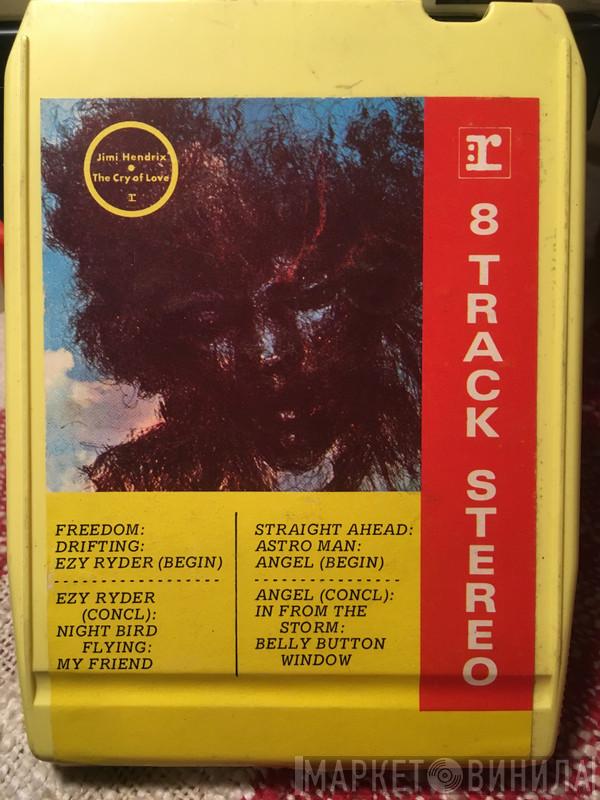 Jimi Hendrix
The Cry of Love
r
:r
8 TRACK STEREO
FREEDOM:
DRIFTING:
EZY RYDER (BEGIN)
EZY RYDER
(CONCL):
NIGHT BIRD
FLYING:
MY FRIEND
STRAIGHT AHEAD:
ASTRO MAN:
ANGEL (BEGIN)
ANGEL (CONCL):
IN FROM THE
STORM:
BELLY BUTTON
WINDOW
МАРКЕТ ВИНИЛА